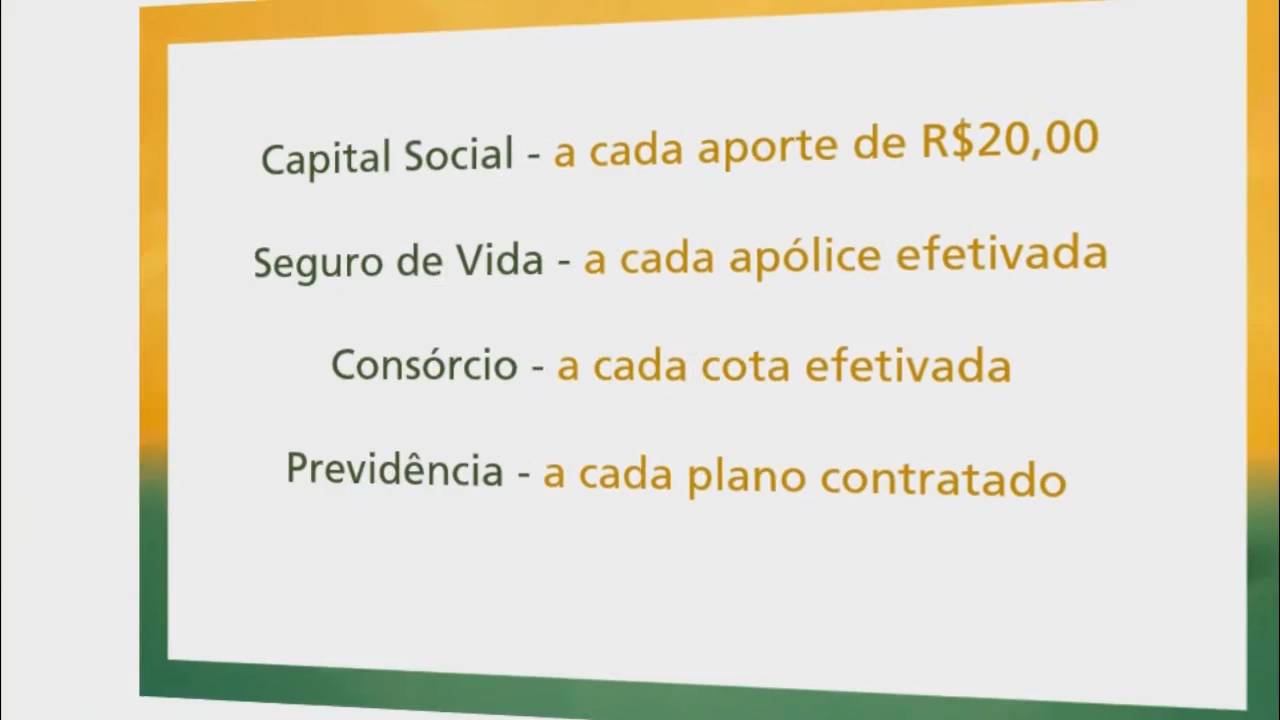 Capital Social - a cada aporte de R$20,00
Seguro de Vida - a cada apólice efetivada
Consórcio - a cada cota efetivada
Previdência - a cada plano contratado